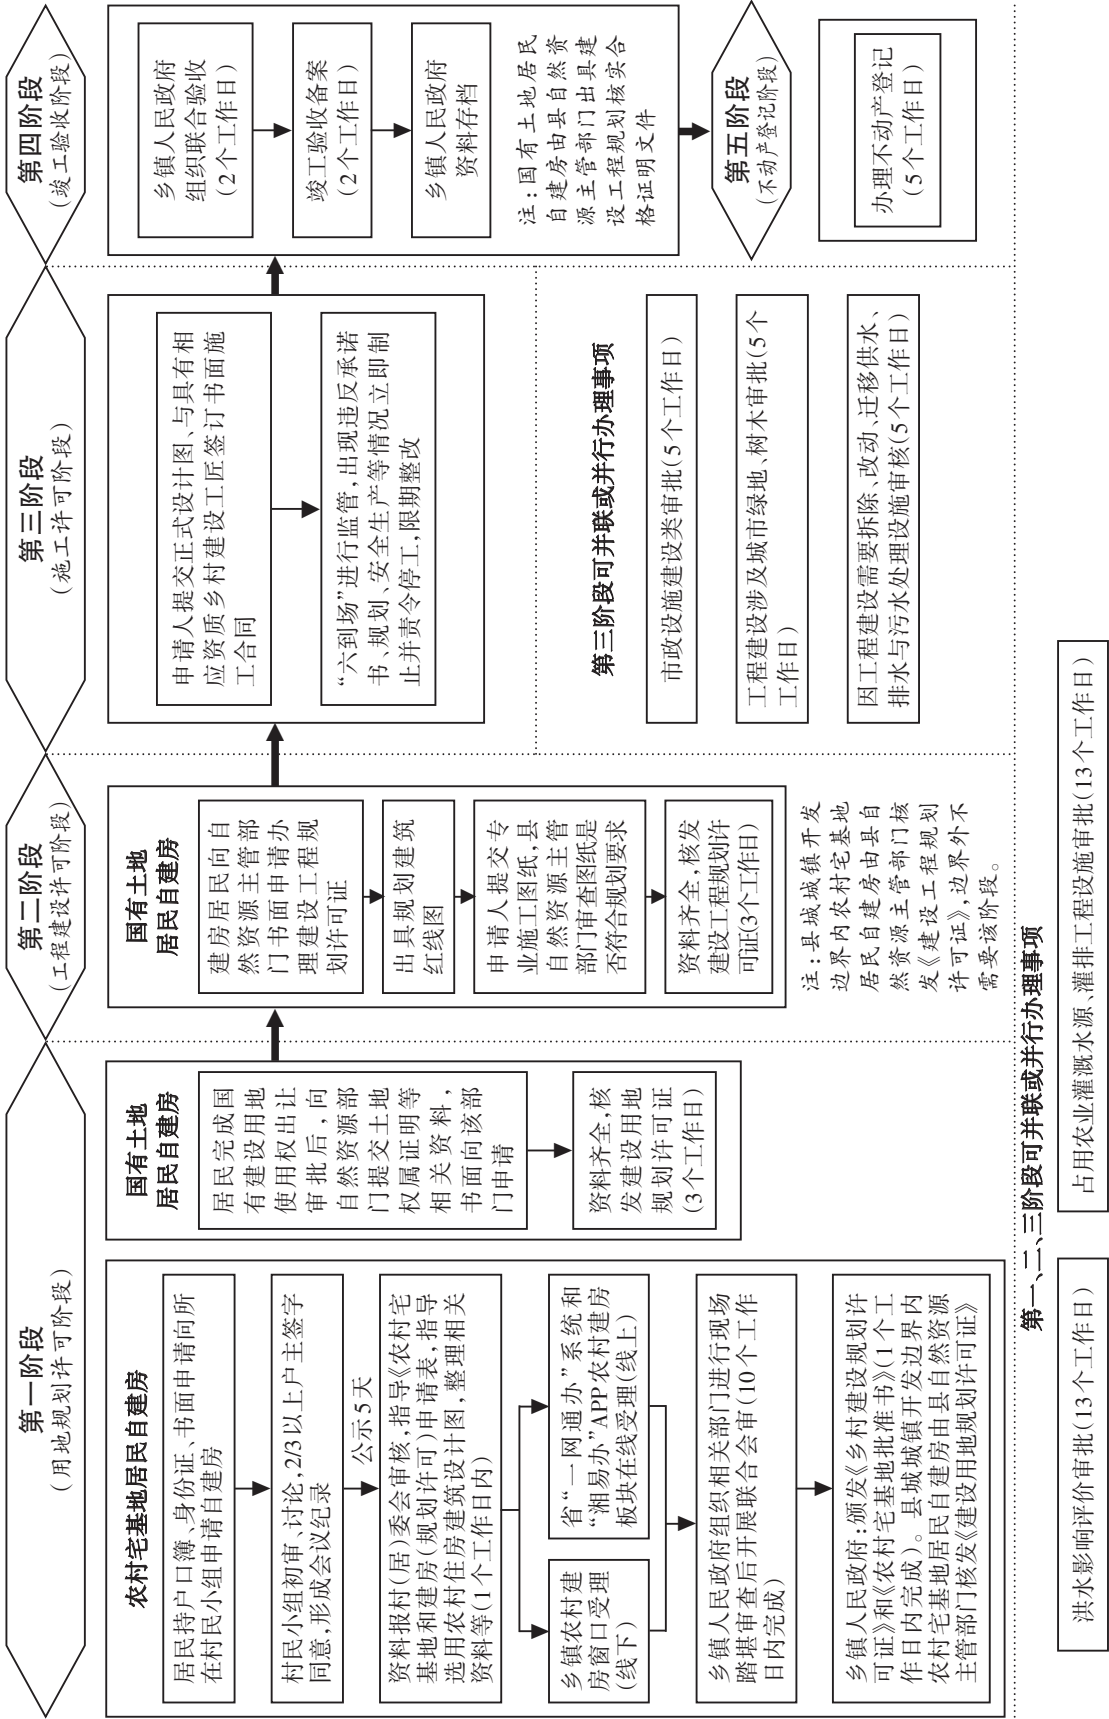 第一阶段
(用地规划许可阶段)
农村宅基地居民自建房
居民持户口簿、身份证、书面申请向所
在村民小组申请自建房
村民小组初审、讨论,2/3以上户主签字
同意,形成会议纪录
公示5天
资料报村(居)委会审核,指导《农村宅
基地和建房(规划许可)申请表,指导
选用农村住房建筑设计图,整理相关
资料等(1个工作日内)
乡镇农村建
房窗口受理
(线下)
省“一网通办”系统和
“湘易办”APP农村建房
板块在线受理(线上)
乡镇人民政府组织相关部门进行现场
踏堪审查后开展联合会审(10个工作
日内完成)
乡镇人民政府:颁发《乡村建设规划许
可证》和《农村宅基地批准书》(1个工
作日内完成)。县城城镇开发边界内
农村宅基地居民自建房由县自然资源
主管部门核发《建设用地规划许可证》
国有土地
居民自建房
居民完成国
有建设用地
使用权出让
审批后,向
自然资源部
门提交土地
权属证明等
相关资料,
书面向该部
门申请
资料齐全,核
发建设用地
规划许可证
(3个工作日)
第二阶段
(工程建设许可阶段)
国有土地
居民自建房
建房居民向自
然资源主管部
门书面申请办
理建设工程规
划许可证
出具规划建筑
红线图
申请人提交专
业施工图纸,县
自然资源主管
部门审查图纸是
否符合规划要求
资料齐全,核发
建设工程规划许
可证(3个工作日)
注:县城城镇开发
边界内农村宅基地
居民自建房由县自
然资源主管部门核
发《建设工程规划
许可证》,边界外不
需要该阶段。
第三阶段
(施工许可阶段)
申请人提交正式设计图、与具有相
应资质乡村建设工匠签订书面施
工合同
“六到场”进行监管,出现违反承诺
书、规划、安全生产等情况立即制
止并责令停工,限期整改
第三阶段可并联或并行办理事项
市政设施建设类审批(5个工作日)
工程建设涉及城市绿地、树木审批(5个
工作日)
因工程建设需要拆除、改动、迁移供水、
排水与污水处理设施审核(5个工作日)
第四阶段
(竣工验收阶段)
乡镇人民政府
组织联合验收
(2个工作日)
竣工验收备案
(2个工作日)
乡镇人民政府
资料存档
注:国有土地居民
自建房由县自然资
源主管部门出具建
设工程规划核实合
格证明文件
第五阶段
(不动产登记阶段)
办理不动产登记
(5个工作日)
第一、二、三阶段可并联或并行办理事项
洪水影响评价审批(13个工作日)
占用农业灌溉水源、灌排工程设施审批(13个工作日)